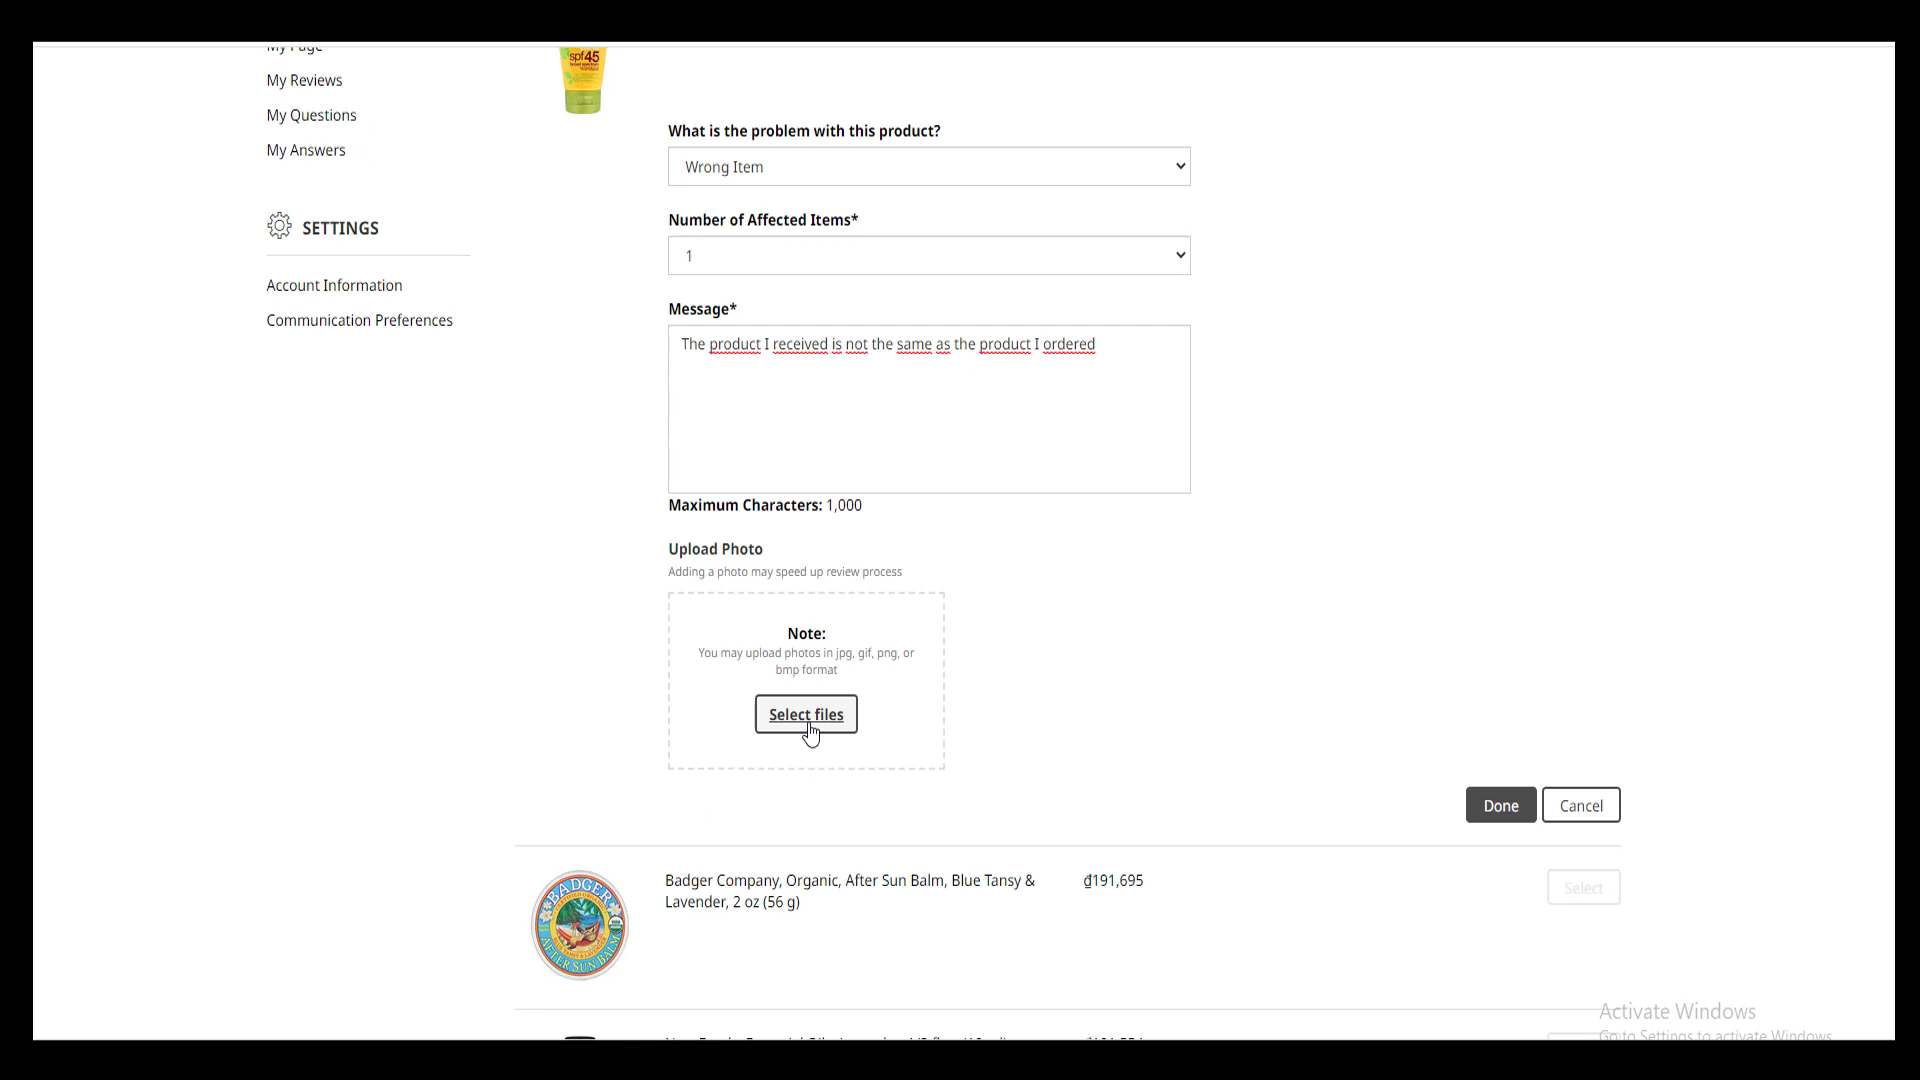 My Page
spf45
My Reviews
My Questions
My Answers
What is the problem with this product?
Wrong Item
SETTINGS
Number of Affected Items*
1
Account Information
Communication Preferences
Message*
The product I received is not the same as the product I ordered
Maximum Characters: 1,000
Upload Photo
Adding a photo may speed up review process
Note:
You may upload photos in jpg, gif, png, or
bmp format
Select files
Done
Cancel
Badger Company, Organic, After Sun Balm, Blue Tansy &
Lavender, 2 oz (56 g)
₫191,695
Select
BADGER
AFTER SUN BALM
Activate Windows
Go to Settings to activate Windows.